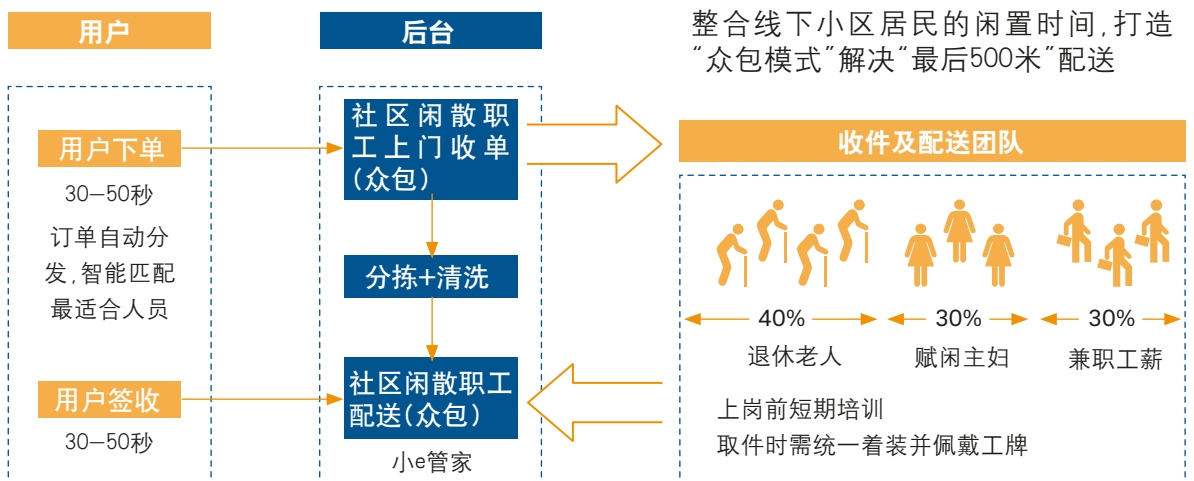 用户
用户下单
30–50秒
订单自动分
发,智能匹配
最适合人员
用户签收
30–50秒
后台
社区闲散职
工上门收单
(众包)
分拣+清洗
社区闲散职工
配送(众包)
小e管家
整合线下小区居民的闲置时间,打造
“众包模式”解决“最后500米”配送
收件及配送团队
40%
30%
30%
退休老人
赋闲主妇
兼职工薪
上岗前短期培训
取件时需统一着装并佩戴工牌